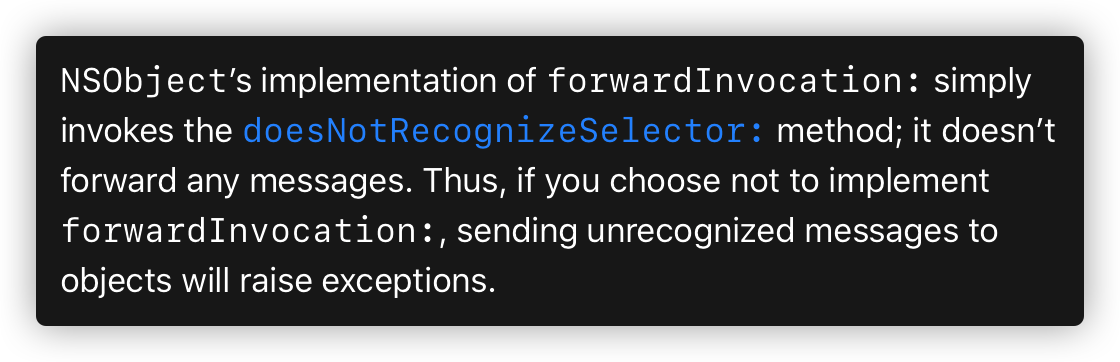 NSObject’s implementation of forwardInvocation: simply
invokes the doesNotRecognizeSelector: method; it doesn’t
forward any messages. Thus, if you choose not to implement
forwardInvocation:, sending unrecognized messages to
objects will raise exceptions.